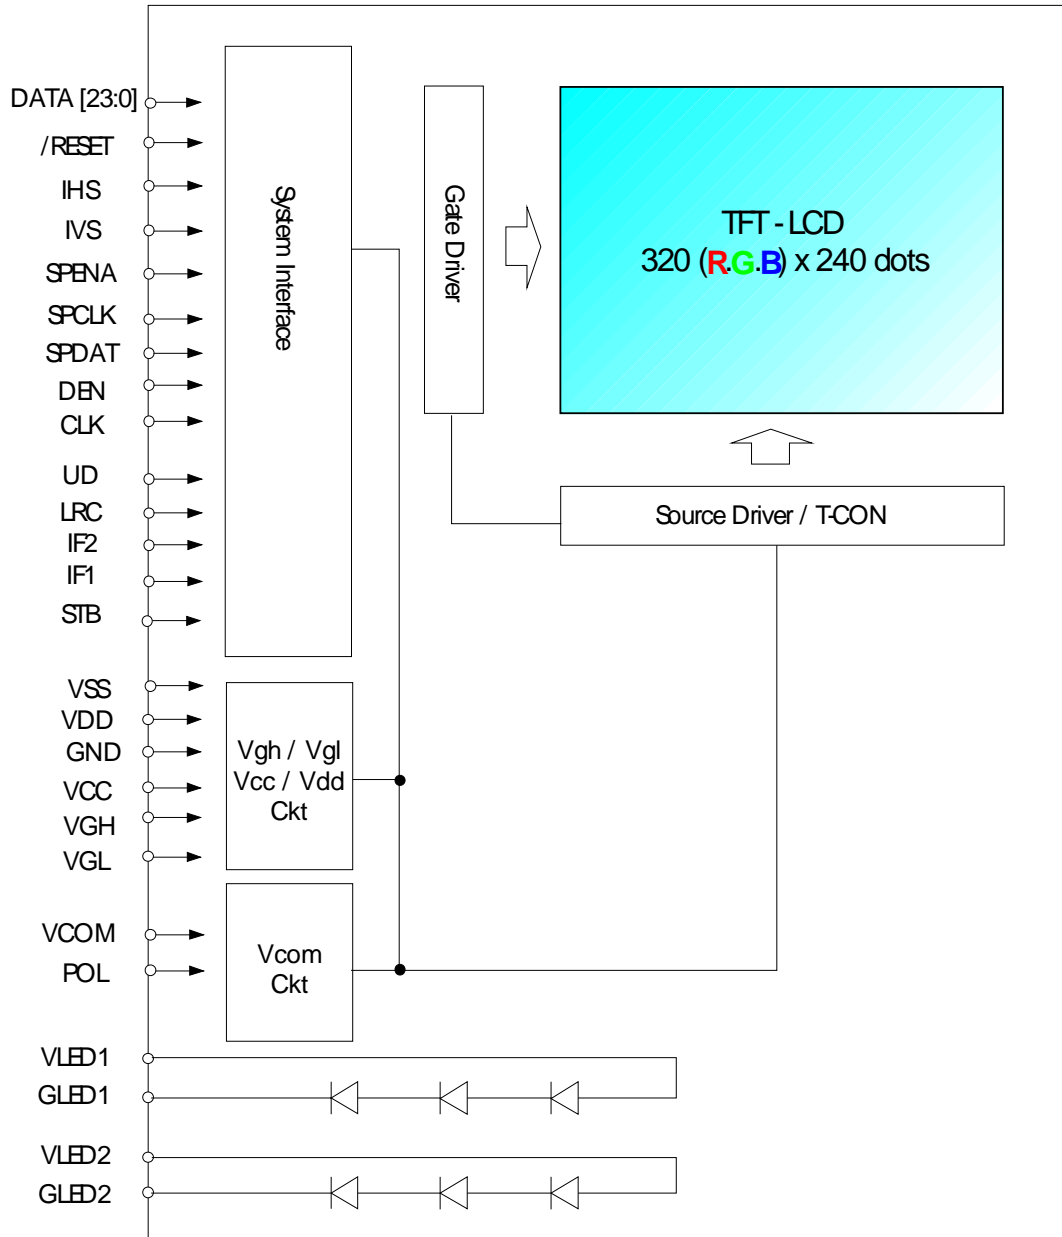 DATA [23:0]
/RESET
IHS
IVS
SPENA
SPCLK
SPDAT
DEN
CLK
UD
LRC
IF2
IF1
STB
VSS
VDD
GND
VCC
VGH
VGL
VCOM
POL
VLED1
GLED1
VLED2
GLED2
System Interface
Vgh / Vgl
Vcc / Vdd
Ckt
Vcom
Ckt
Gate Driver
TFT - LCD
320 (R.G.B) x 240 dots
Source Driver / T-CON